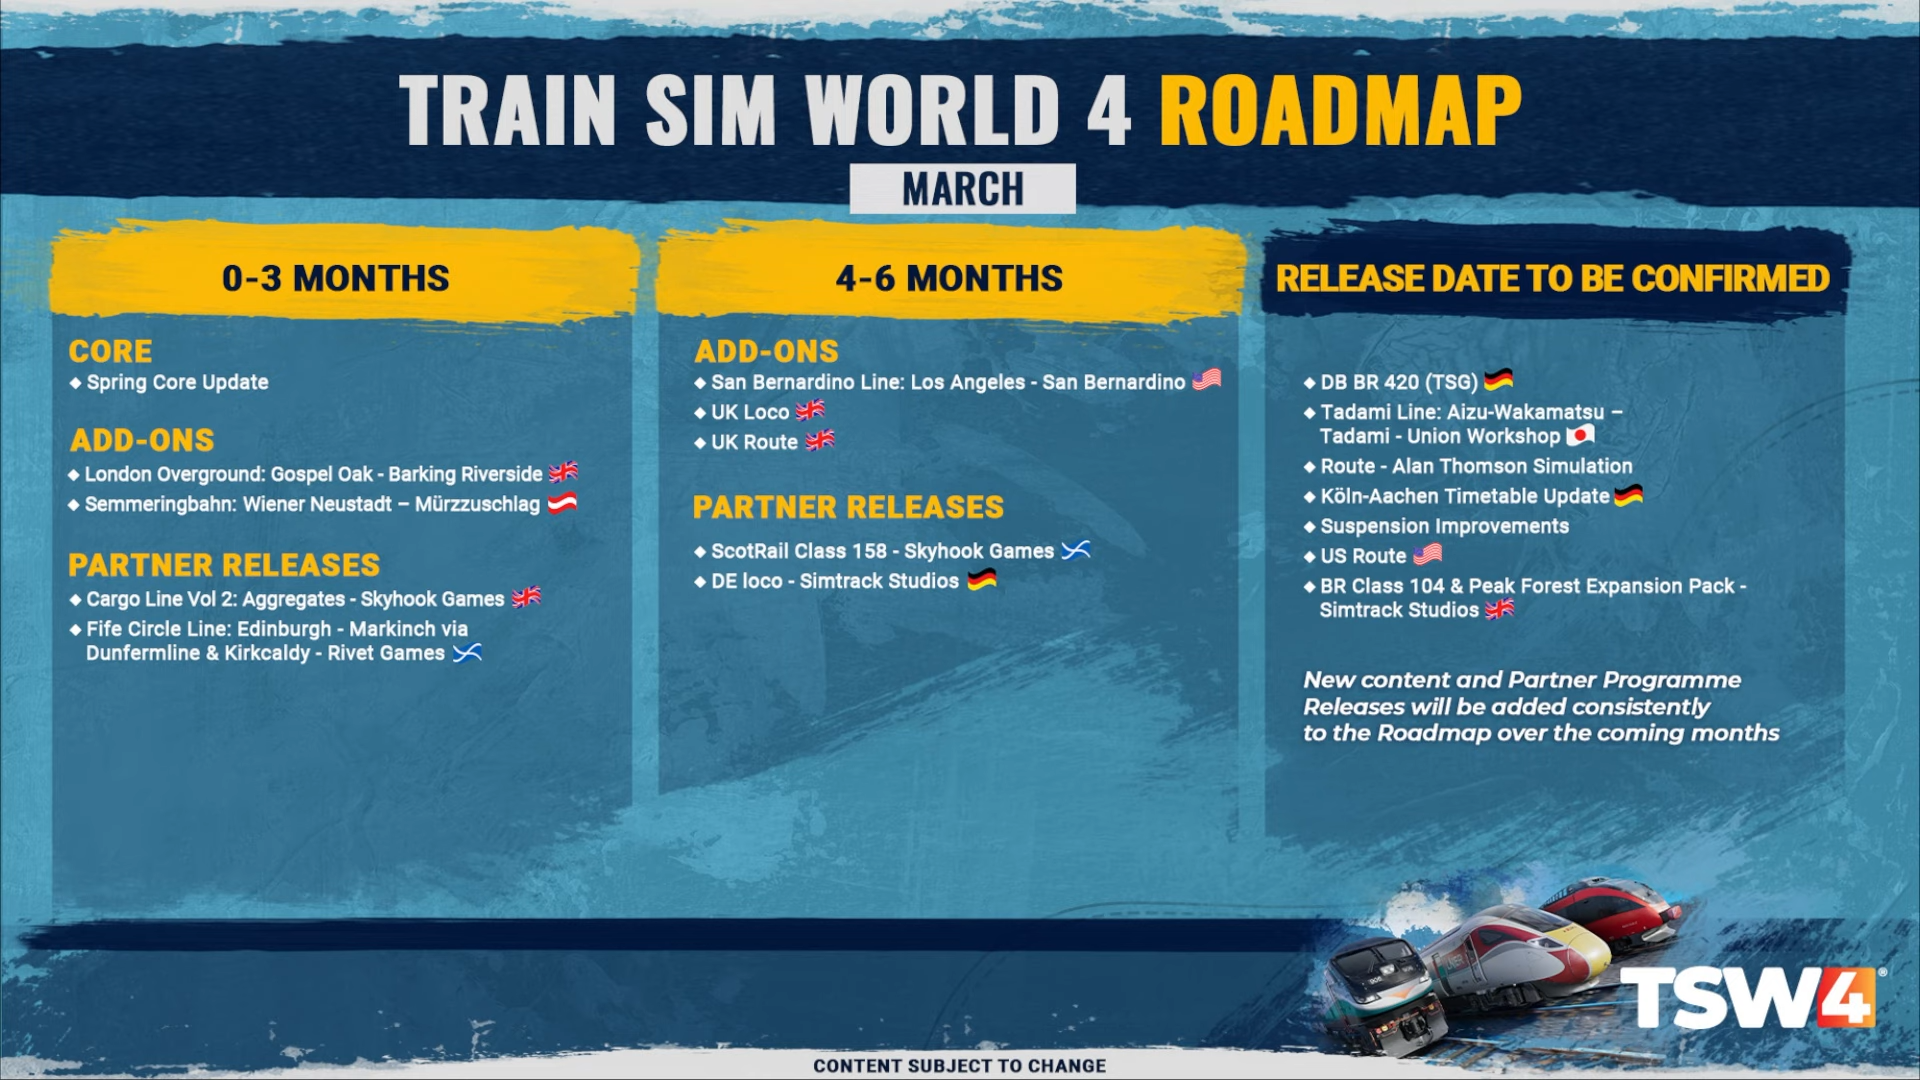 TRAIN SIM WORLD 4 ROADMAP
MARCH
0-3 MONTHS
CORE
◆ Spring Core Update
ADD-ONS
◆ London Overground: Gospel Oak - Barking Riverside
◆ Semmeringbahn: Wiener Neustadt – Mürzzuschlag
PARTNER RELEASES
◆ Cargo Line Vol 2: Aggregates - Skyhook Games
◆ Fife Circle Line: Edinburgh - Markinch via
Dunfermline & Kirkcaldy - Rivet Games
4-6 MONTHS
ADD-ONS
◆ San Bernardino Line: Los Angeles - San Bernardino
◆ UK Loco
◆ UK Route
PARTNER RELEASES
◆ ScotRail Class 158 - Skyhook Games
◆ DE loco - Simtrack Studios
RELEASE DATE TO BE CONFIRMED
◆ DB BR 420 (TSG)
◆ Tadami Line: Aizu-Wakamatsu –
Tadami - Union Workshop
◆ Route - Alan Thomson Simulation
◆ Köln-Aachen Timetable Update
◆ Suspension Improvements
◆ US Route
◆ BR Class 104 & Peak Forest Expansion Pack -
Simtrack Studios
New content and Partner Programme
Releases will be added consistently
to the Roadmap over the coming months
TSW4®
CONTENT SUBJECT TO CHANGE